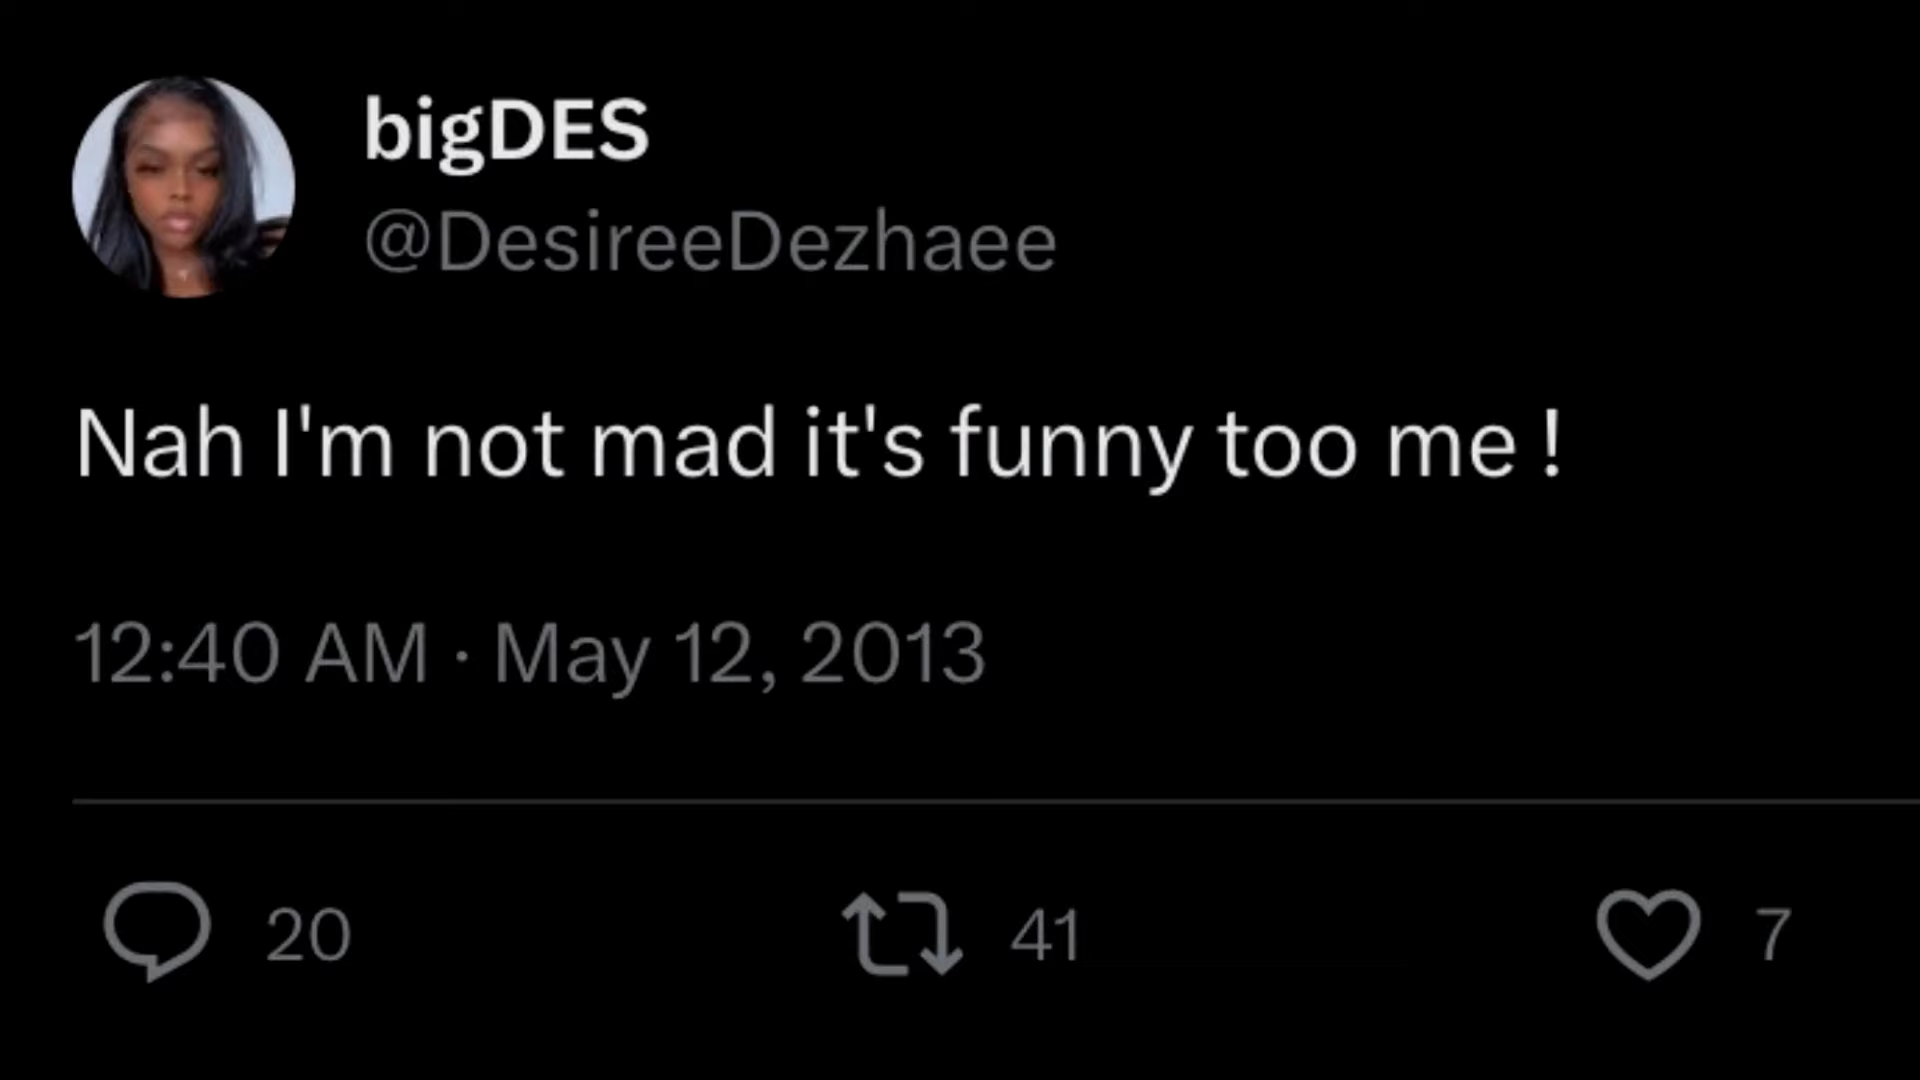 bigDES
@DesireeDezhaee
Nah I'm not mad it's funny too me !
12:40 AM · May 12, 2013
20 41 7